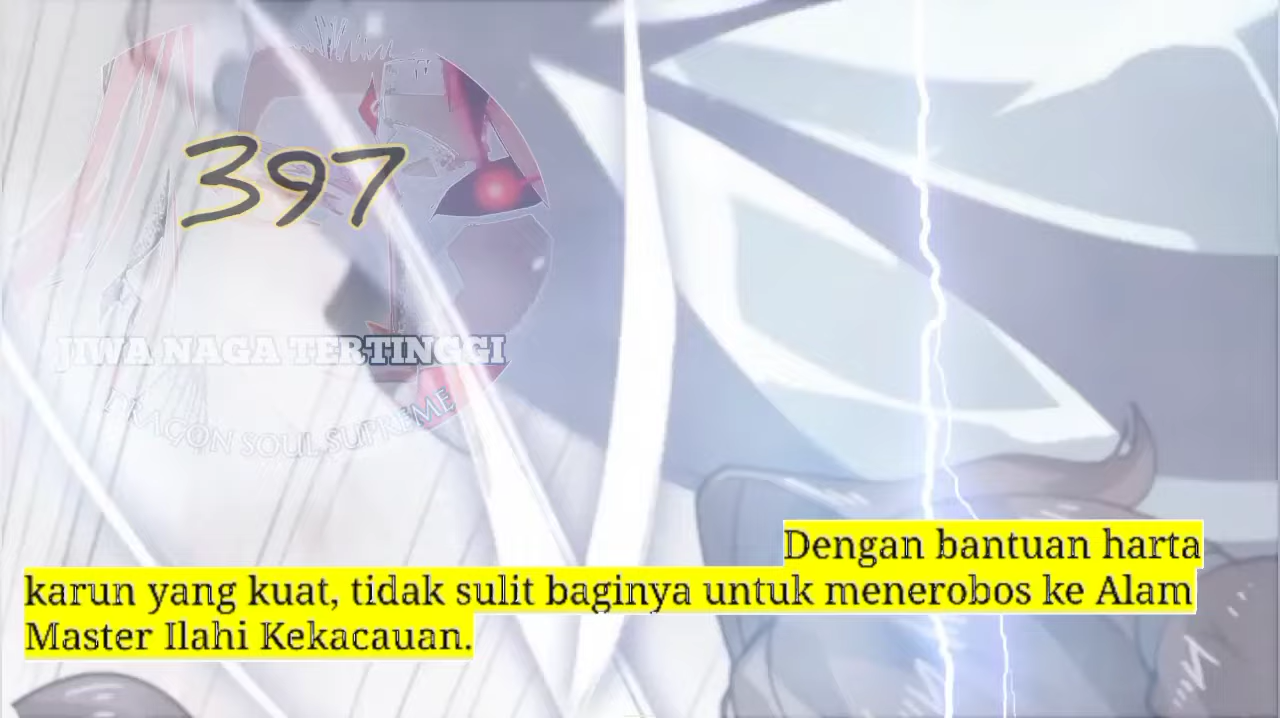 397
JIWA NAGA TERTINGGI
DRAGON SOUL SUPREME
Dengan bantuan harta
karun yang kuat, tidak sulit baginya untuk menerobos ke Alam
Master Ilahi Kekacauan.